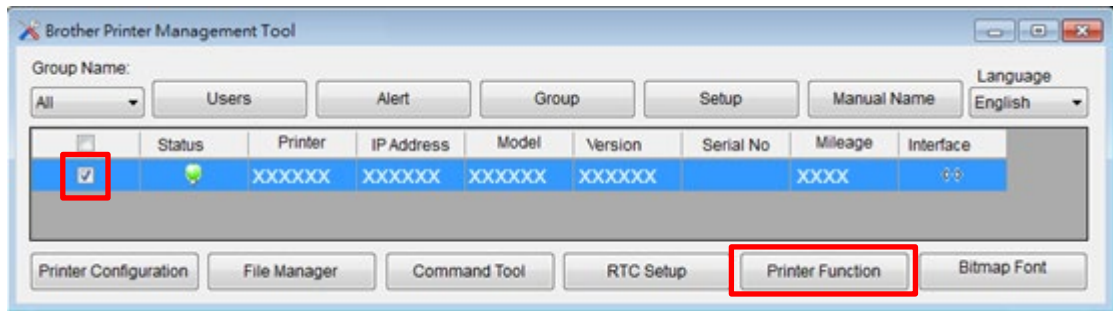 Brother Printer Management Tool
Group Name:
Language
All Users Alert Group Setup Manual Name English
Status Printer IP Address Model Version Serial No Mileage Interface
XXXXXX XXXXXX XXXXXX XXXXXX XXXX
Printer Configuration File Manager Command Tool RTC Setup Printer Function Bitmap Font